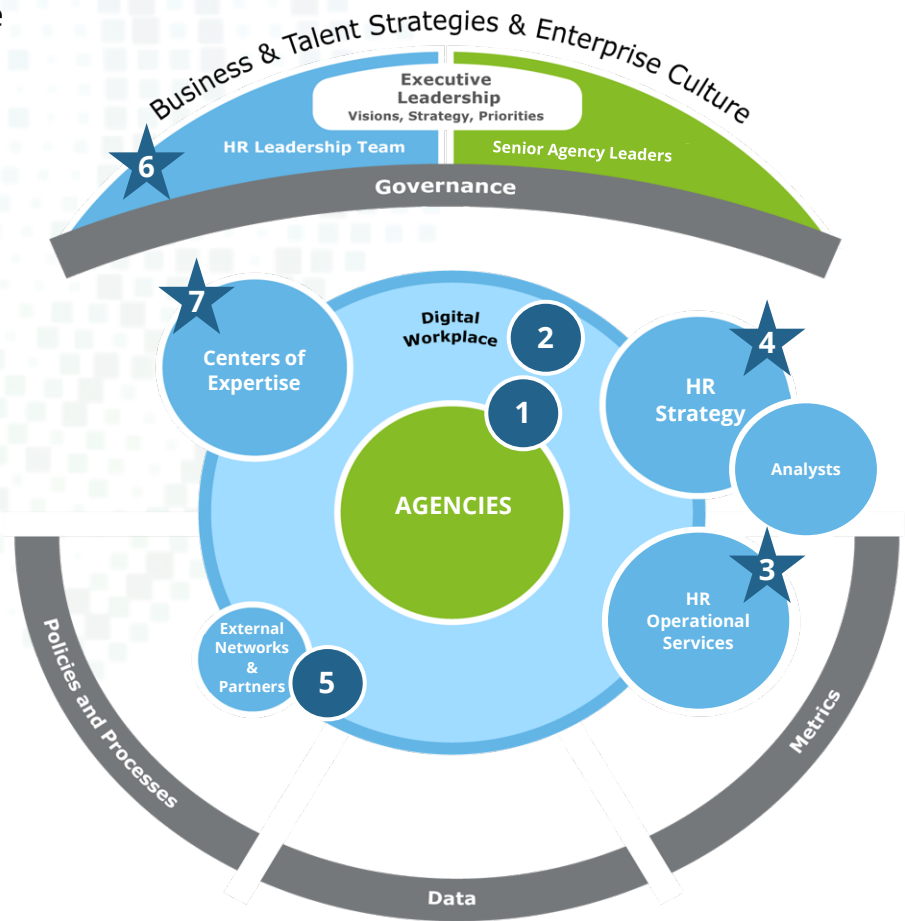 e
Business & Talent Strategies & Enterprise Culture
Executive
Leadership
Visions, Strategy, Priorities
HR Leadership Team
Senior Agency Leaders
6
Governance
7
Centers of
Expertise
Digital
Workplace
2
1
4
HR
Strategy
Analysts
AGENCIES
3
HR
Operational
Services
External
Networks
&
Partners
5
Policies and Processes
Metrics
Data